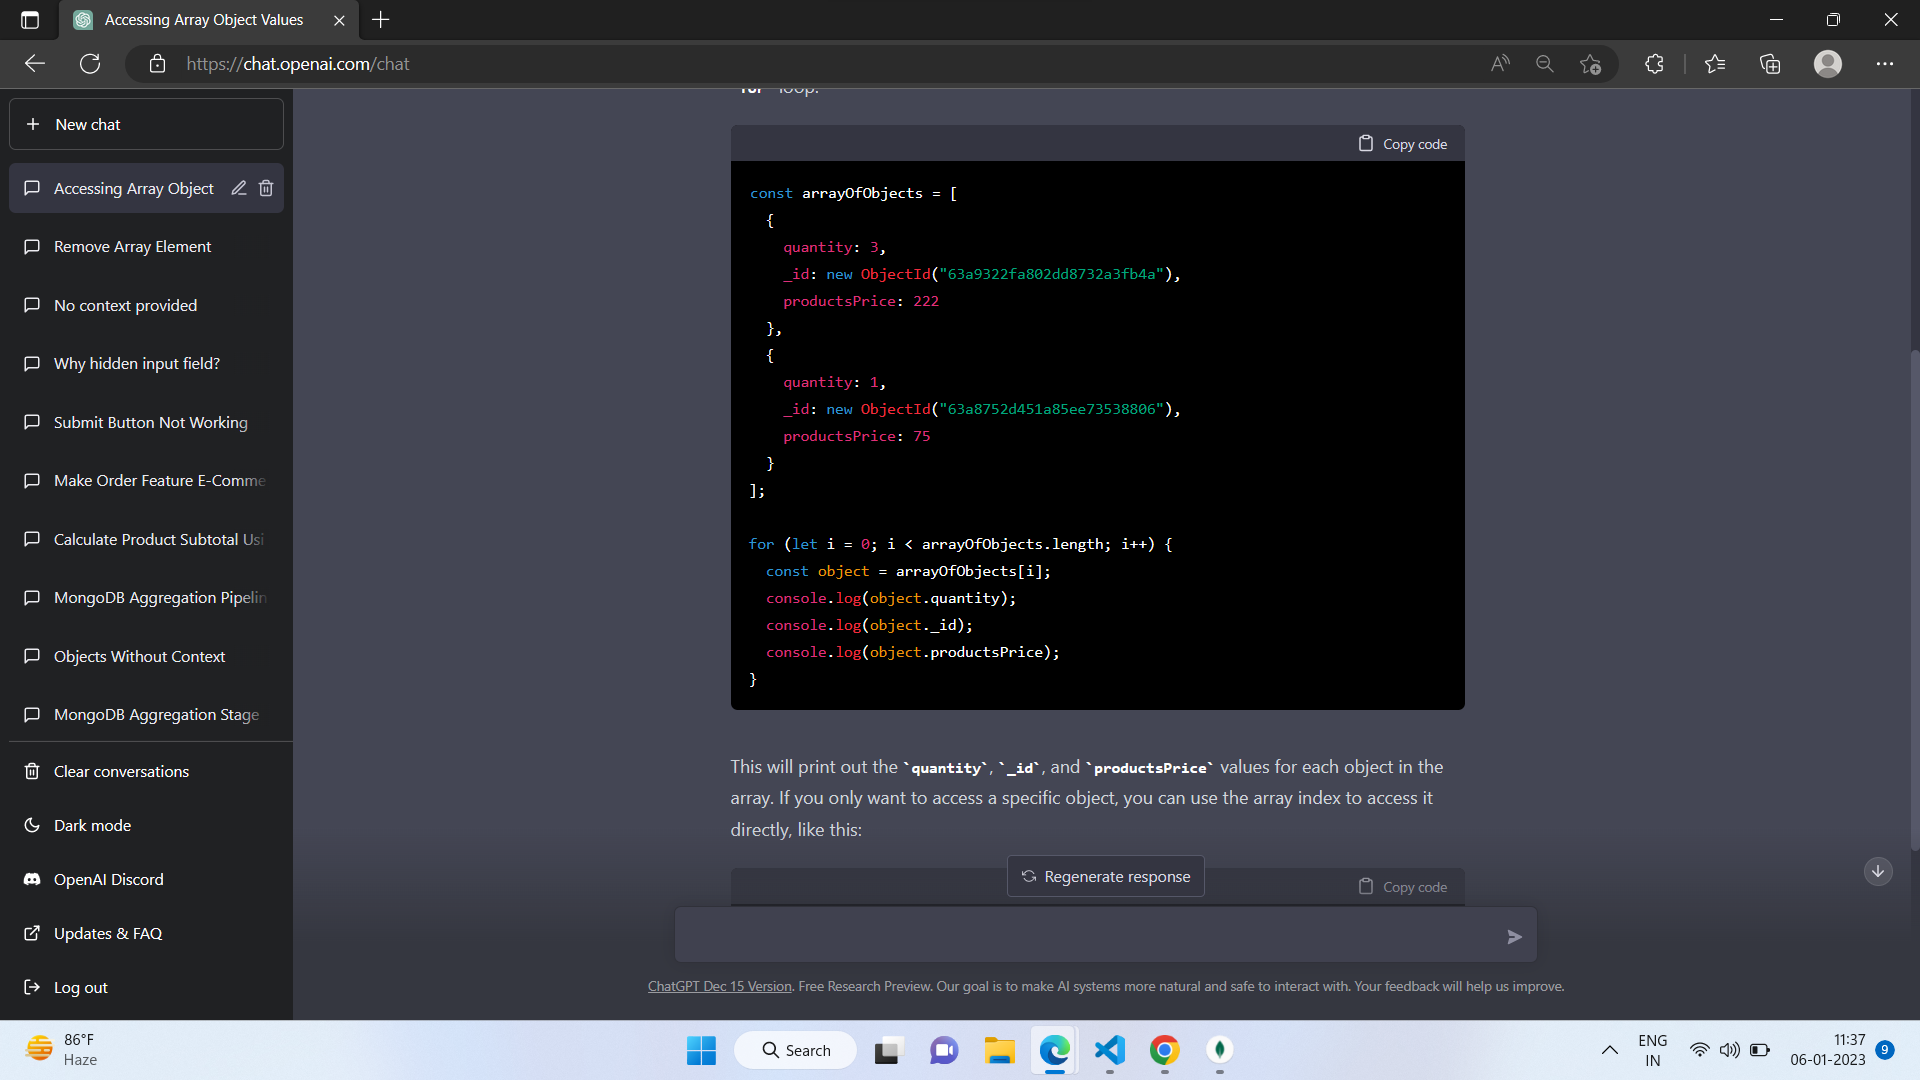 Accessing Array Object Values
https://chat.openai.com/chat
New chat
Accessing Array Object
Remove Array Element
No context provided
Why hidden input field?
Submit Button Not Working
Make Order Feature E-Comme
Calculate Product Subtotal Usi
MongoDB Aggregation Pipelin
Objects Without Context
MongoDB Aggregation Stage
Clear conversations
Dark mode
OpenAI Discord
Updates & FAQ
Log out
`for` loop.
Copy code
const arrayOfObjects = [
  {
    quantity: 3,
    _id: new ObjectId("63a9322fa802dd8732a3fb4a"),
    productsPrice: 222
  },
  {
    quantity: 1,
    _id: new ObjectId("63a8752d451a85ee73538806"),
    productsPrice: 75
  }
];
for (let i = 0; i < arrayOfObjects.length; i++) {
  const object = arrayOfObjects[i];
  console.log(object.quantity);
  console.log(object._id);
  console.log(object.productsPrice);
}
This will print out the `quantity`, `_id`, and `productsPrice` values for each object in the
array. If you only want to access a specific object, you can use the array index to access it
directly, like this:
Regenerate response
Copy code
ChatGPT Dec 15 Version. Free Research Preview. Our goal is to make AI systems more natural and safe to interact with. Your feedback will help us improve.
86°F
Haze
Search
ENG
IN
11:37
06-01-2023
9